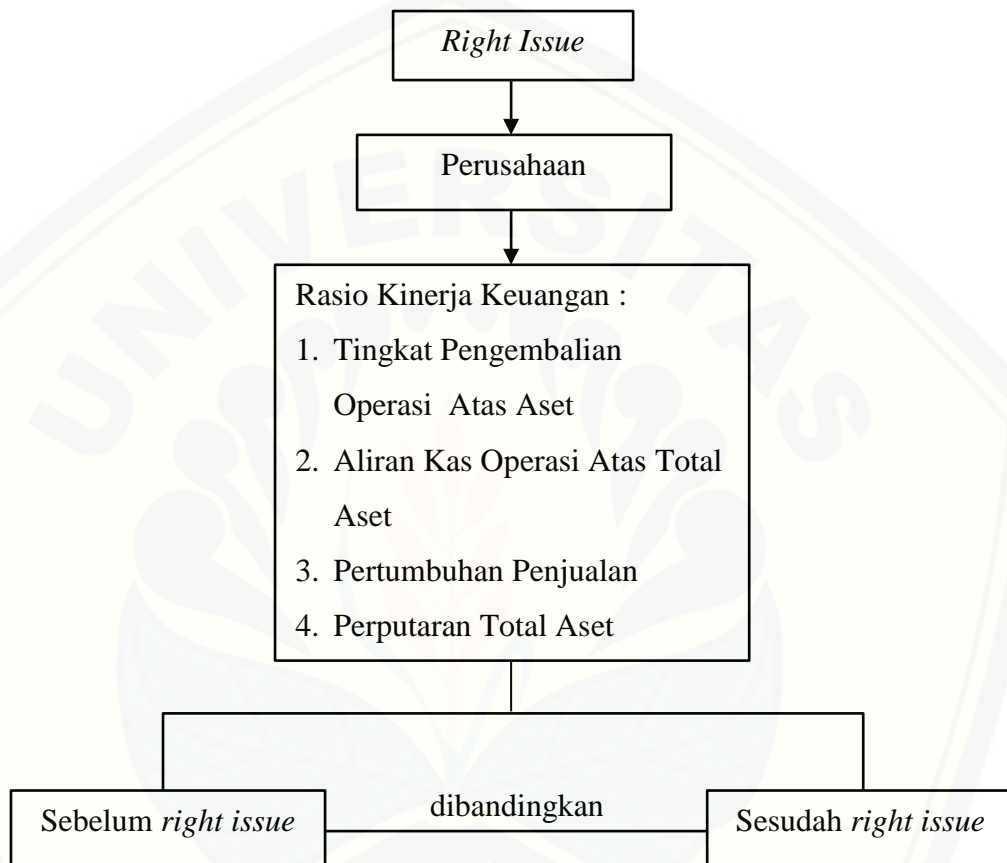 Right Issue
Perusahaan
UNIVERSITAS
Rasio Kinerja Keuangan :
1. Tingkat Pengembalian
Operasi Atas Aset
2. Aliran Kas Operasi Atas Total
Aset
3. Pertumbuhan Penjualan
4. Perputaran Total Aset
Sebelum right issue
dibandingkan
Sesudah right issue